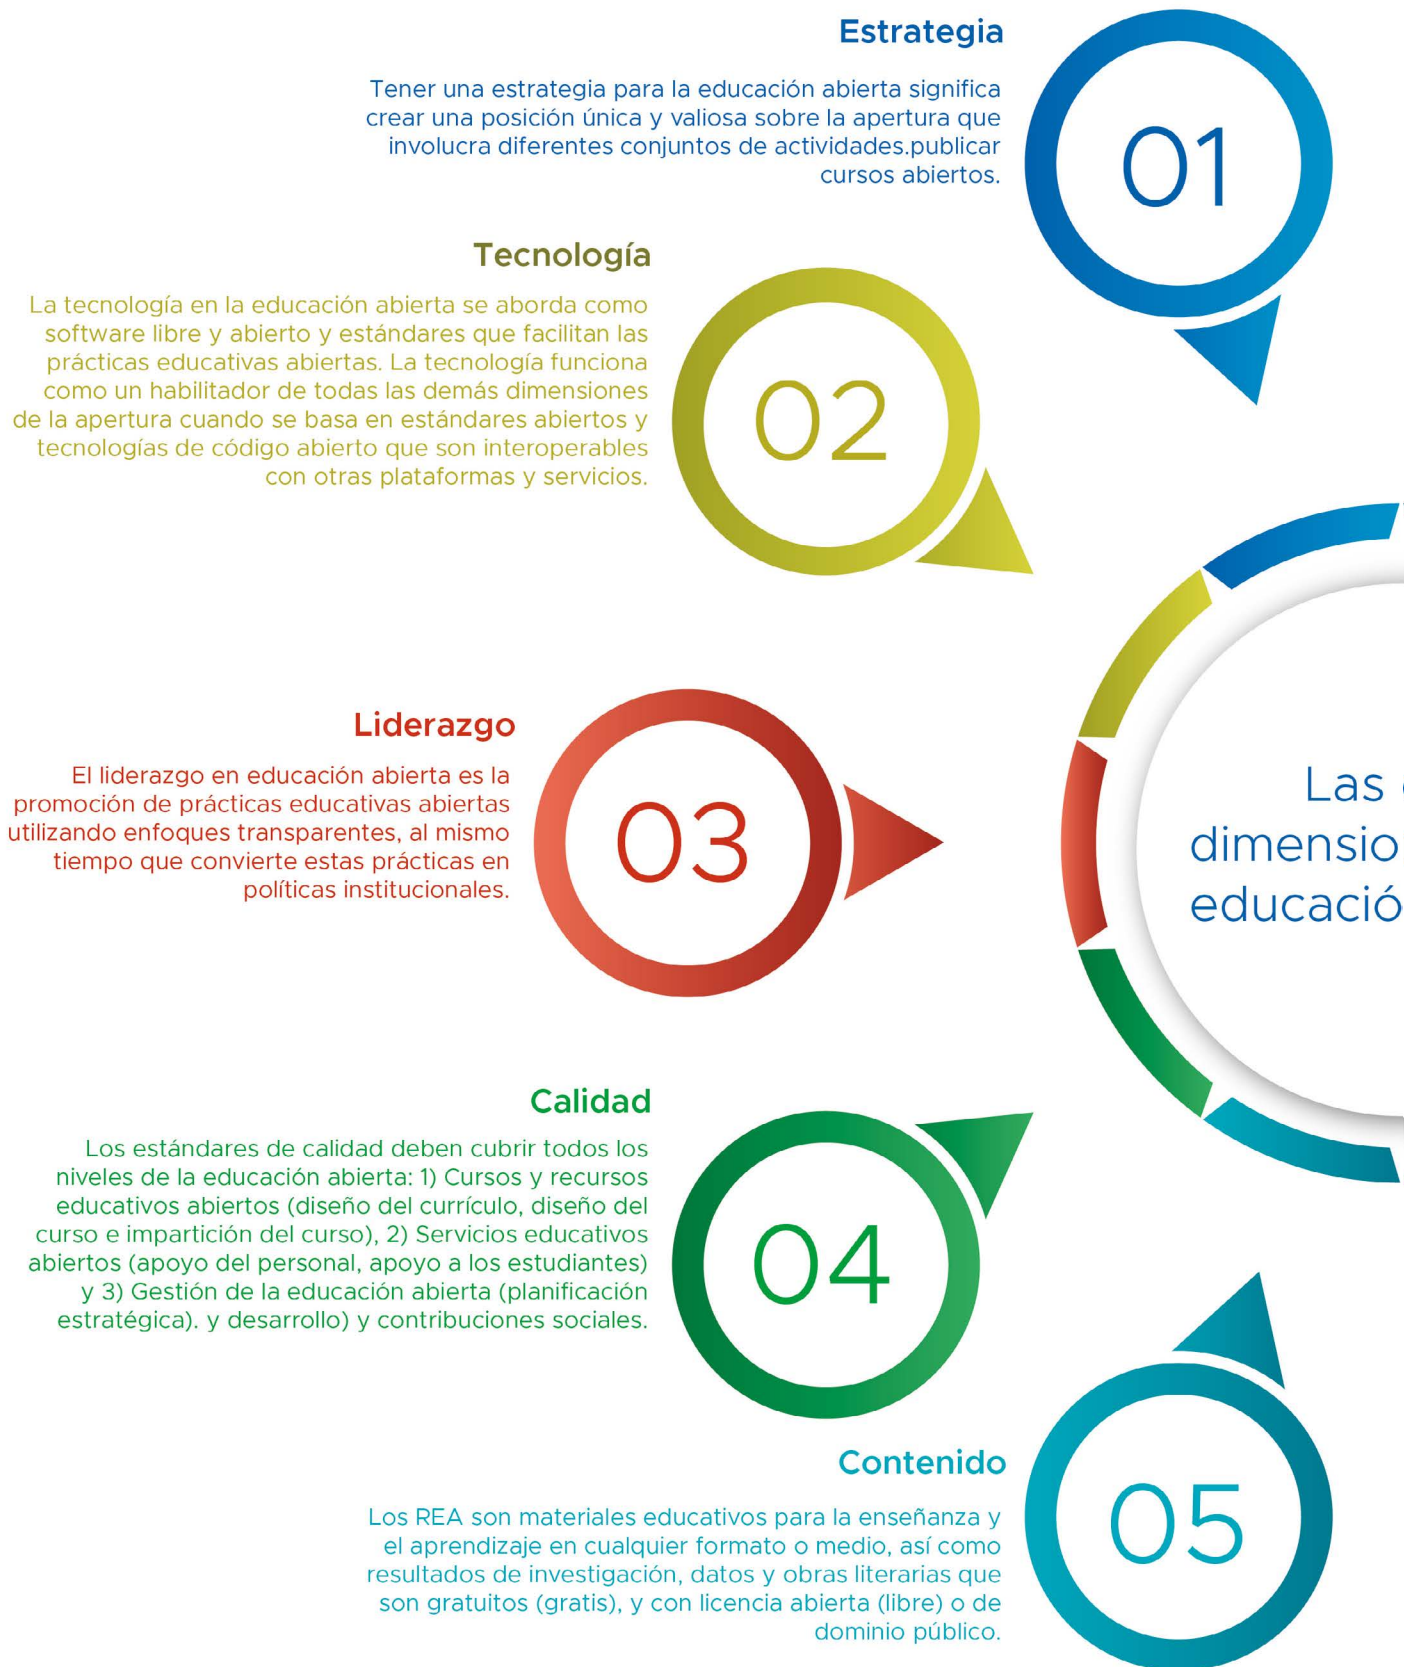 Estrategia
Tener una estrategia para la educación abierta significa
crear una posición única y valiosa sobre la apertura que
involucra diferentes conjuntos de actividades.publicar
cursos abiertos.
01
Tecnología
La tecnología en la educación abierta se aborda como
software libre y abierto y estándares que facilitan las
prácticas educativas abiertas. La tecnología funciona
como un habilitador de todas las demás dimensiones
de la apertura cuando se basa en estándares abiertos y
tecnologías de código abierto que son interoperables
con otras plataformas y servicios.
02
Liderazgo
El liderazgo en educación abierta es la
promoción de prácticas educativas abiertas
utilizando enfoques transparentes, al mismo
tiempo que convierte estas prácticas en
políticas institucionales.
03
Las
dimensio
educació
Calidad
Los estándares de calidad deben cubrir todos los
niveles de la educación abierta: 1) Cursos y recursos
educativos abiertos (diseño del currículo, diseño del
curso e impartición del curso), 2) Servicios educativos
abiertos (apoyo del personal, apoyo a los estudiantes)
y 3) Gestión de la educación abierta (planificación
estratégica). y desarrollo) y contribuciones sociales.
04
Contenido
Los REA son materiales educativos para la enseñanza y
el aprendizaje en cualquier formato o medio, así como
resultados de investigación, datos y obras literarias que
son gratuitos (gratis), y con licencia abierta (libre) o de
dominio público.
05